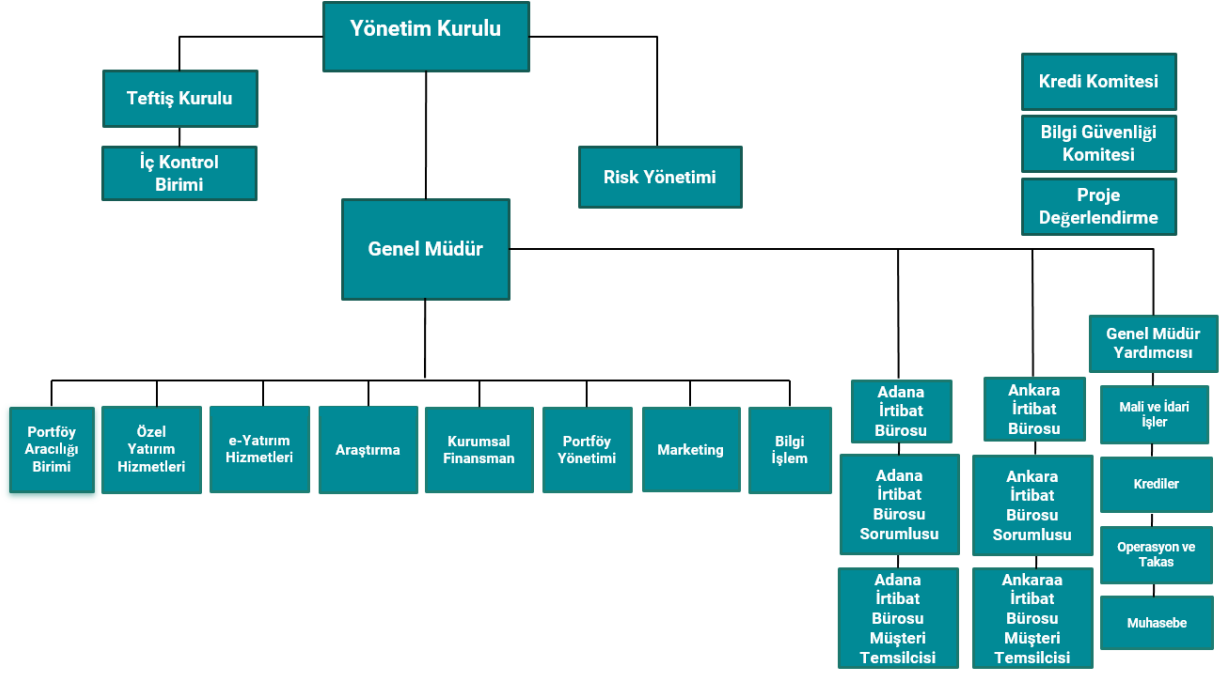 Yönetim Kurulu
Teftiş Kurulu
İç Kontrol
Birimi
Risk Yönetimi
Kredi Komitesi
Bilgi Güvenliği
Komitesi
Proje
Değerlendirme
Genel Müdür
Genel Müdür
Yardımcısı
Portföy
Aracılığı
Birimi
Özel
Yatırım
Hizmetleri
e-Yatırım
Hizmetleri
Araştırma
Kurumsal
Finansman
Portföy
Yönetimi
Marketing
Bilgi
İşlem
Adana
İrtibat
Bürosu
Adana
İrtibat
Bürosu
Sorumlusu
Adana
İrtibat
Bürosu
Müşteri
Temsilcisi
Ankara
İrtibat
Bürosu
Ankara
İrtibat
Bürosu
Sorumlusu
Ankaraa
İrtibat
Bürosu
Müşteri
Temsilcisi
Mali ve İdari
İşler
Krediler
Operasyon ve
Takas
Muhasebe